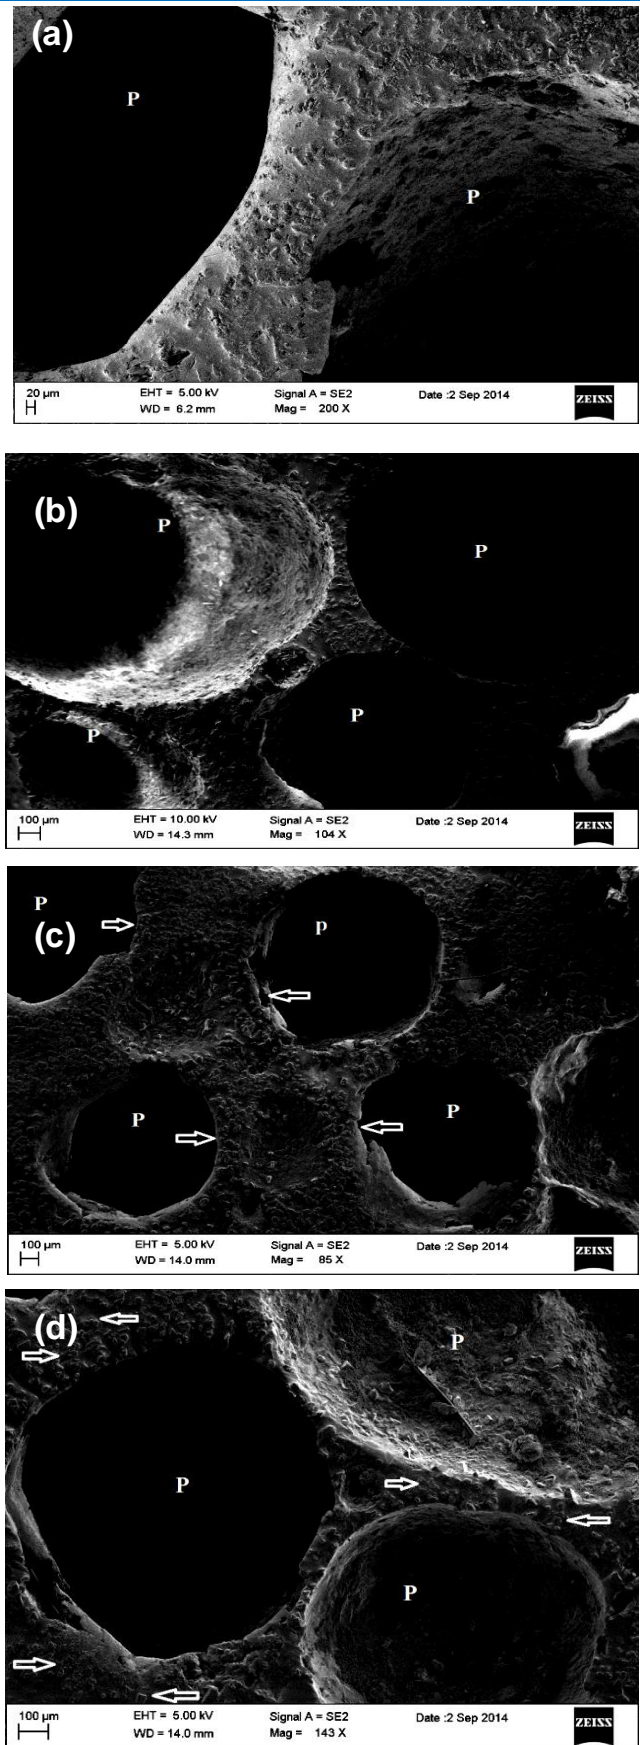 (a)
P
P
20 µm
EHT = 5.00 kV
Signal A = SE2
Date :2 Sep 2014
ZEISS
WD = 6.2 mm
Mag = 200 X
(b)
P
P
P
P
100 µm
EHT = 10.00 kV
Signal A = SE2
Date :2 Sep 2014
ZEISS
WD = 14.3 mm
Mag = 104 X
P
(c)
p
P
P
100 µm
EHT = 5.00 kV
Signal A = SE2
Date :2 Sep 2014
ZEISS
WD = 14.0 mm
Mag = 85 X
(d)
P
P
P
100 µm
EHT = 5.00 kV
Signal A = SE2
Date :2 Sep 2014
ZEISS
WD = 14.0 mm
Mag = 143 X